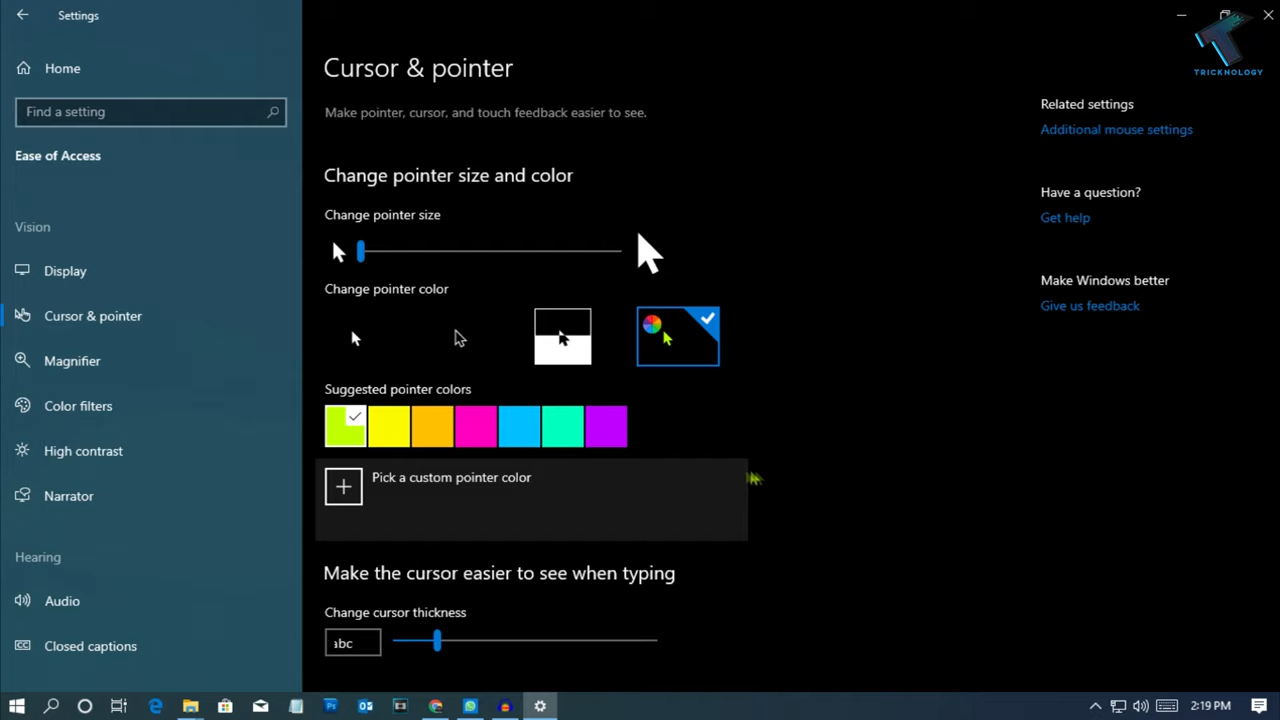 Settings
Home
Find a setting
Ease of Access
Vision
Display
Cursor & pointer
Magnifier
Color filters
High contrast
Narrator
Hearing
Audio
Closed captions
Cursor & pointer
Make pointer, cursor, and touch feedback easier to see.
Change pointer size and color
Change pointer size
Change pointer color
Suggested pointer colors
Pick a custom pointer color
Make the cursor easier to see when typing
Change cursor thickness
abc
TRICKNOLOGY
Related settings
Additional mouse settings
Have a question?
Get help
Make Windows better
Give us feedback
Ps
2:19 PM